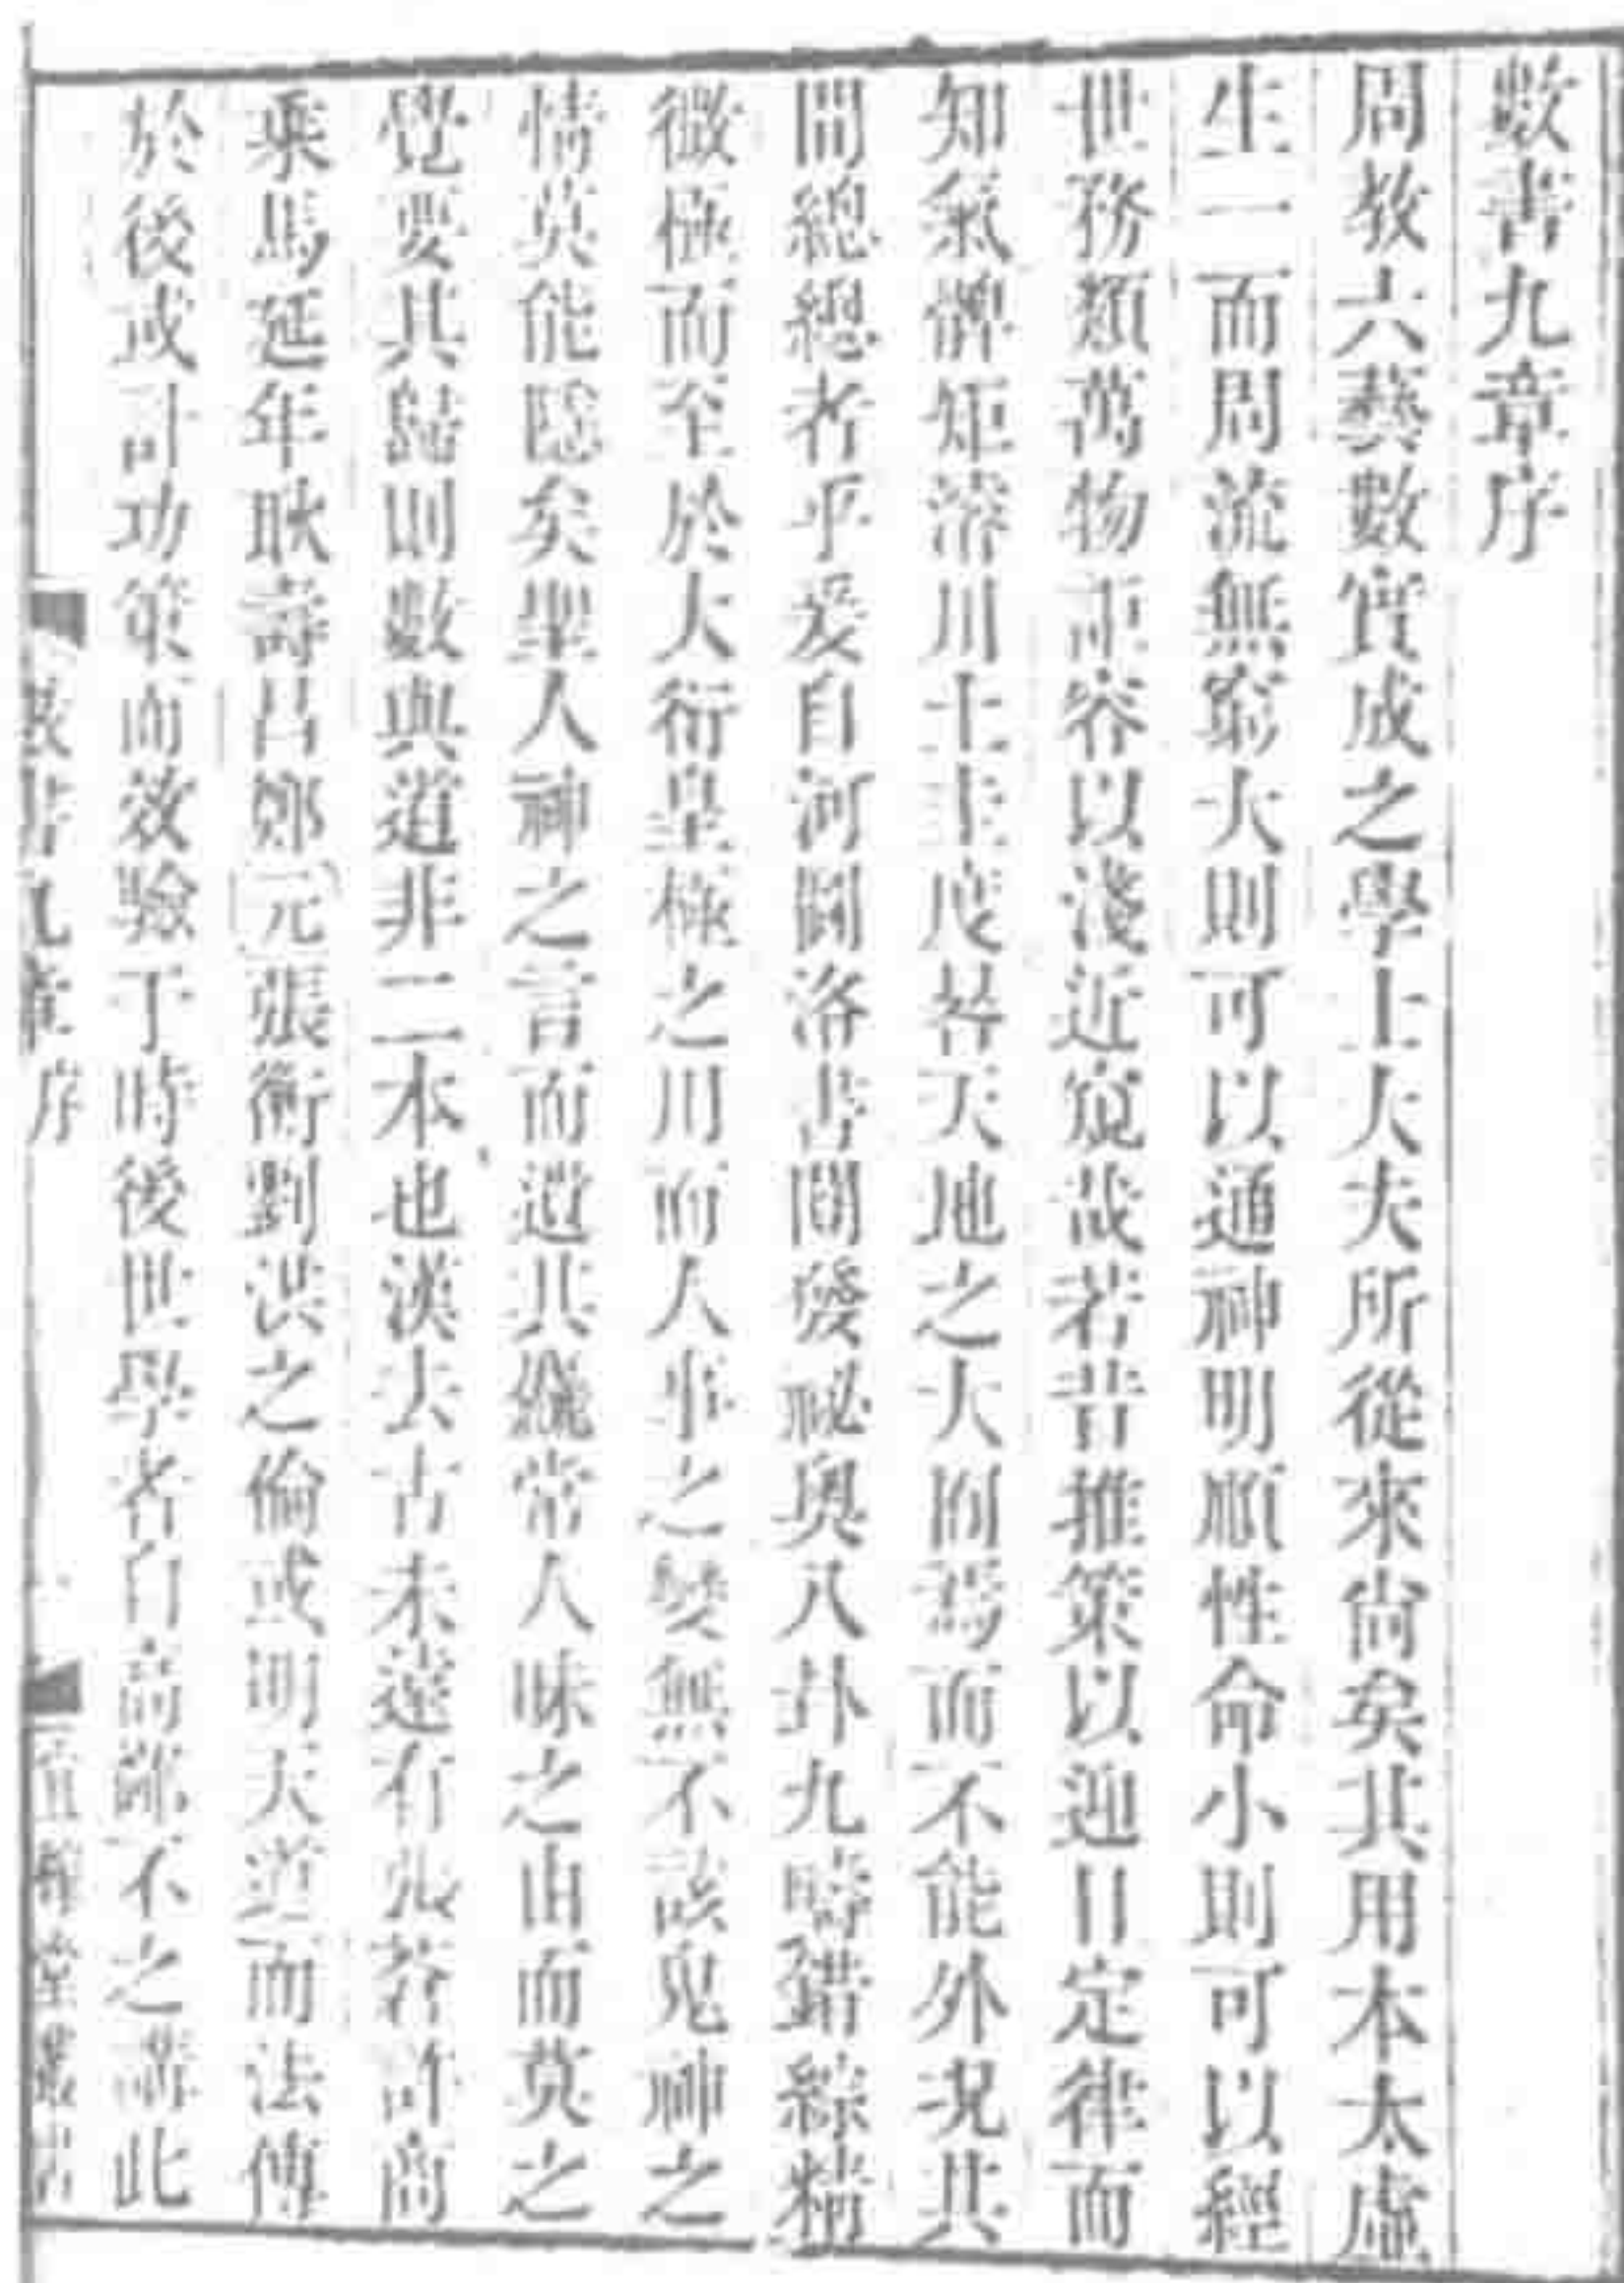 數書九章序
周教六藝數實成之學士大夫所從來尚矣其用本太虛
生一而周流無窮大則可以通神明順性命小則可以經
世務類萬物詎容以淺近窺哉若昔推策以迎日定律而
知氣髀矩濬川土圭度晷天地之大囿焉而不能外況其
間總總者乎爰自河圖洛書闓發祕奧八卦九疇錯綜精
微極而至於大衍皇極之用而人事之變無不該鬼神之
情莫能隱矣聖人神之言而遺其麤常人昧之由而莫之
覺要其歸則數與道非二本也漢去古未遠有張蒼許商
乘馬延年耿壽昌鄭元張衡劉洪之倫或明天道而法傳
於後或計功策而效驗于時後世學者自高鄙不之講此
數書九章序
宜稼堂叢書